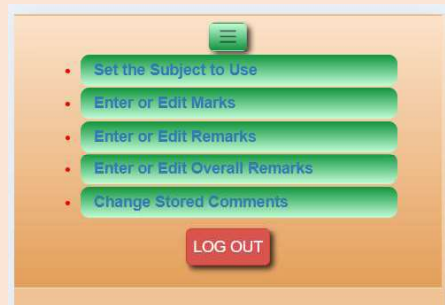 Set the Subject to Use
Enter or Edit Marks
Enter or Edit Remarks
Enter or Edit Overall Remarks
Change Stored Comments
LOG OUT